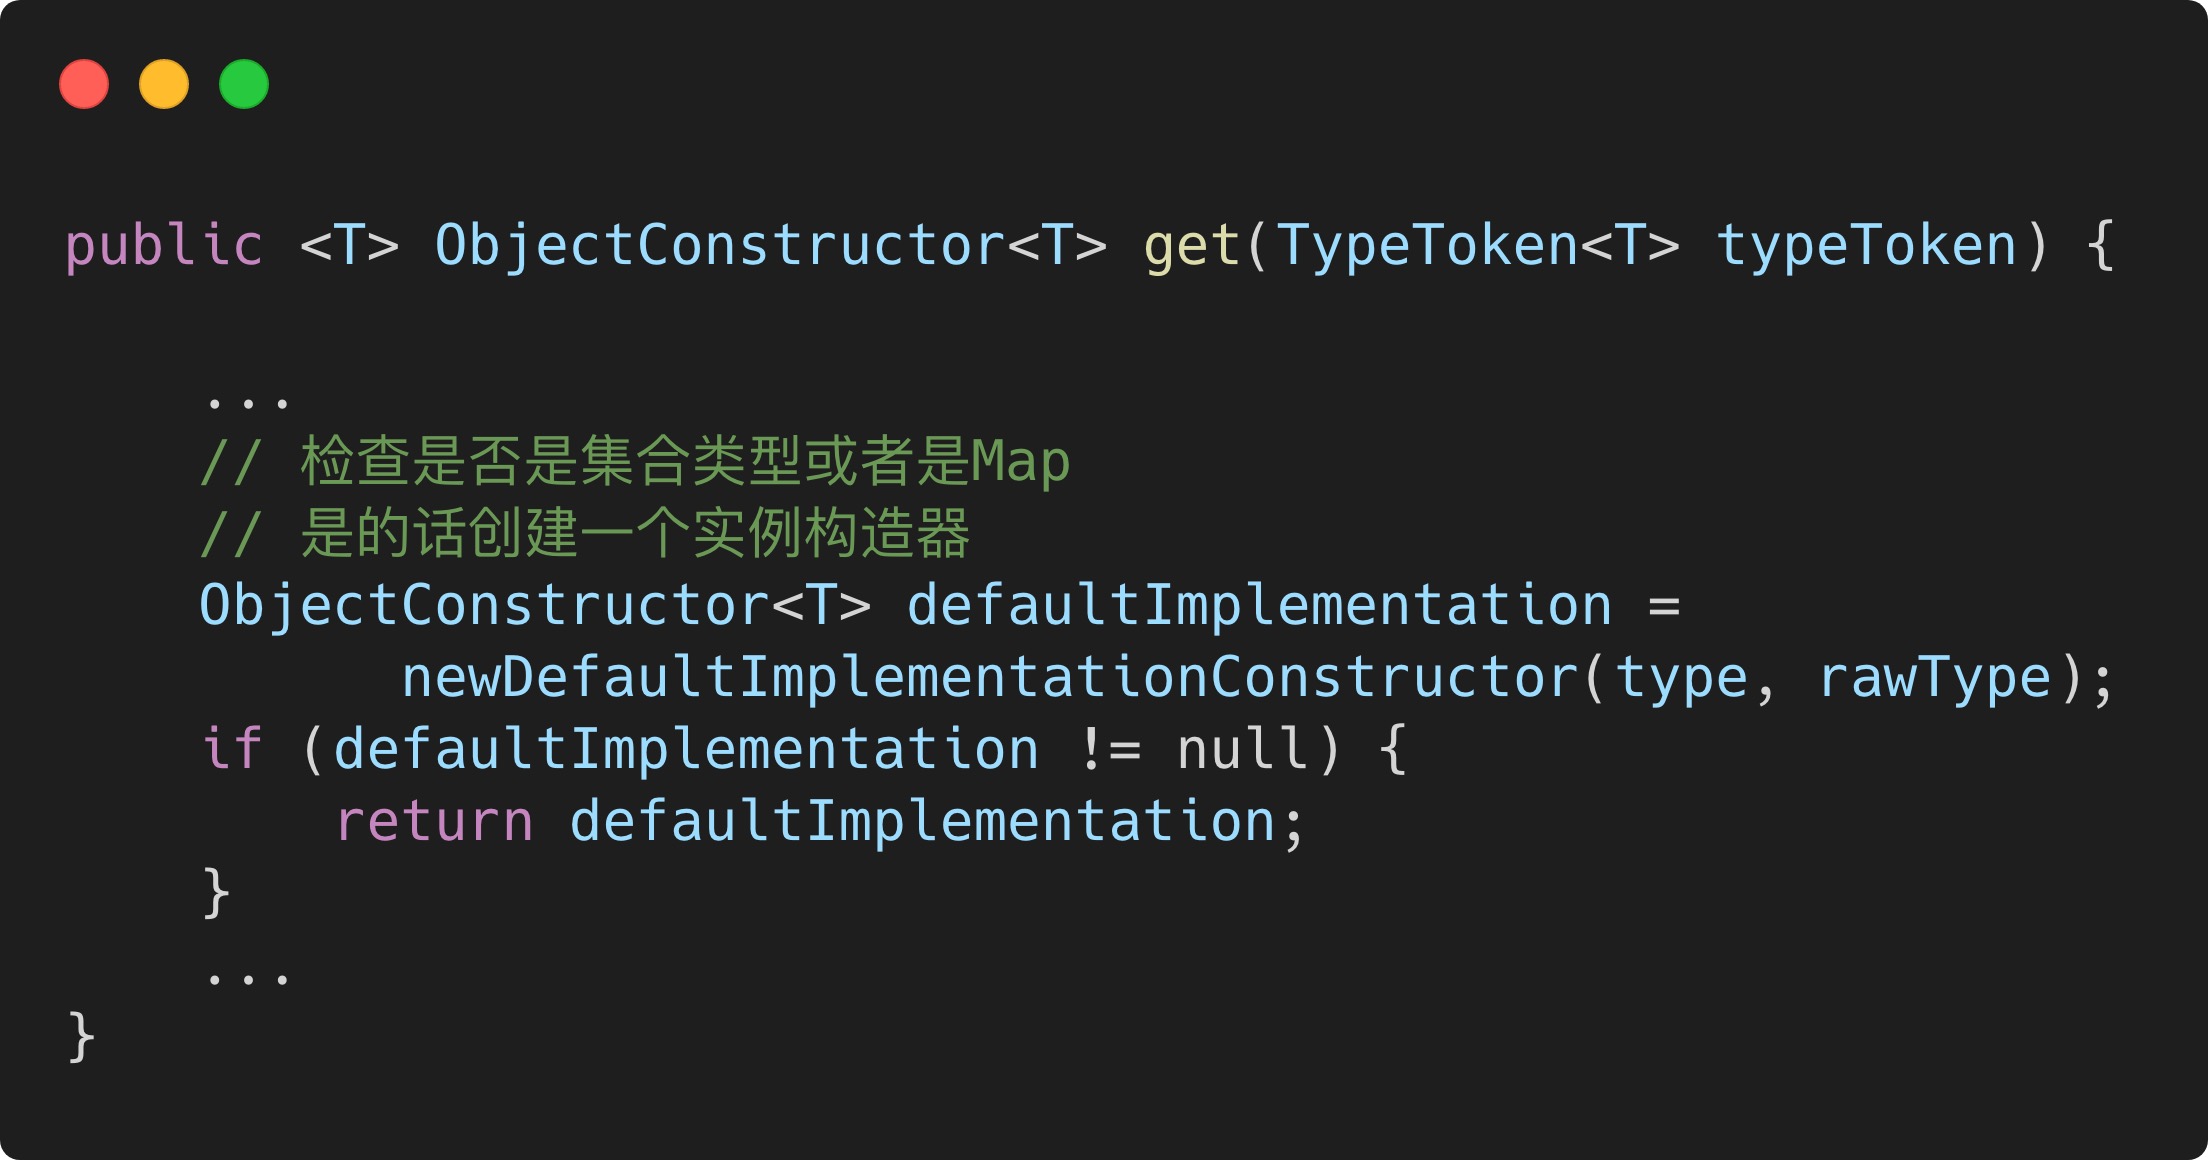 public <T> ObjectConstructor<T> get(TypeToken<T> typeToken) {
...
// 检查是否是集合类型或者是Map
// 是的话创建一个实例构造器
ObjectConstructor<T> defaultImplementation =
newDefaultImplementationConstructor(type, rawType);
if (defaultImplementation != null) {
return defaultImplementation;
}
...
}